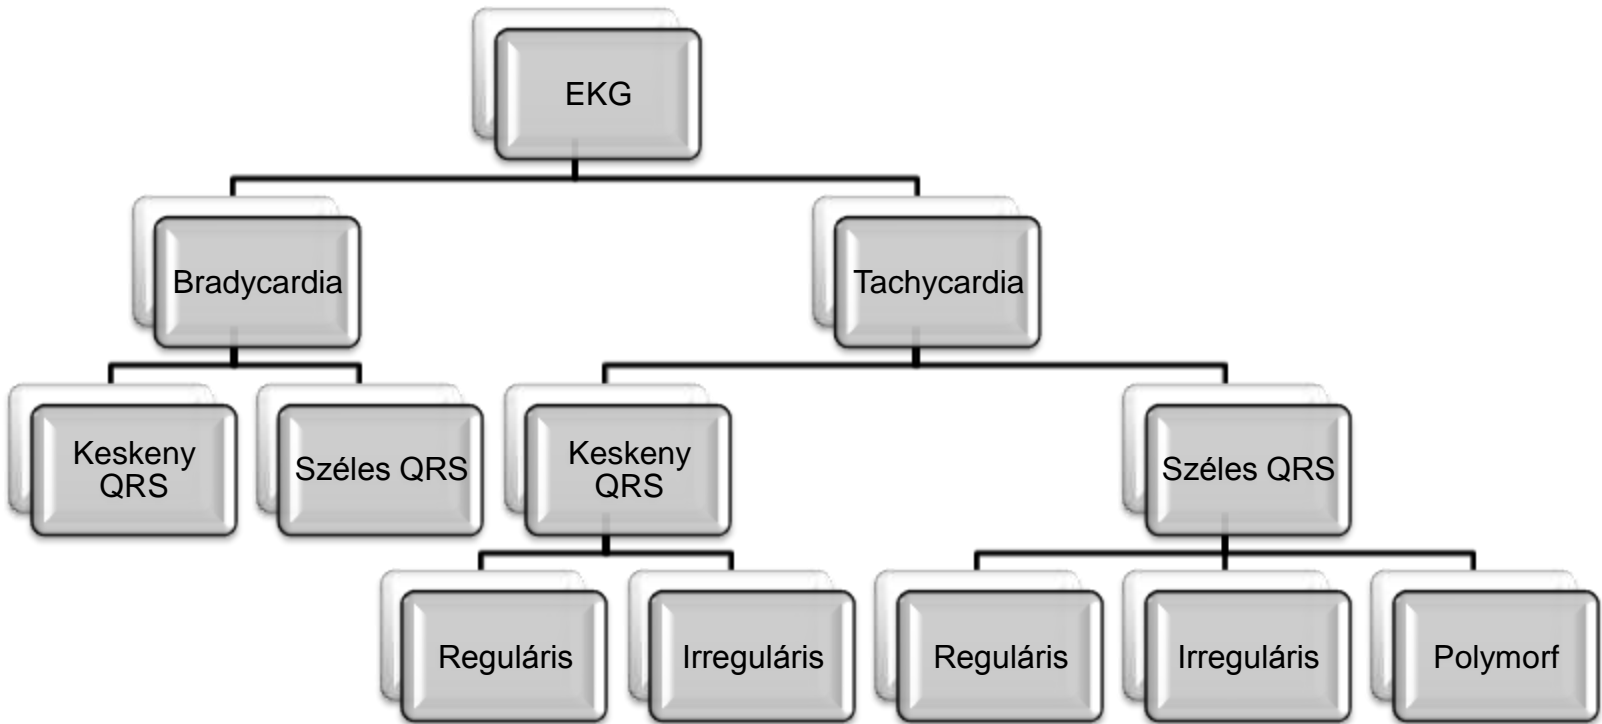 EKG
Bradycardia
Tachycardia
Keskeny
QRS
Széles QRS
Keskeny
QRS
Széles QRS
Reguláris
Irreguláris
Reguláris
Irreguláris
Polymorf